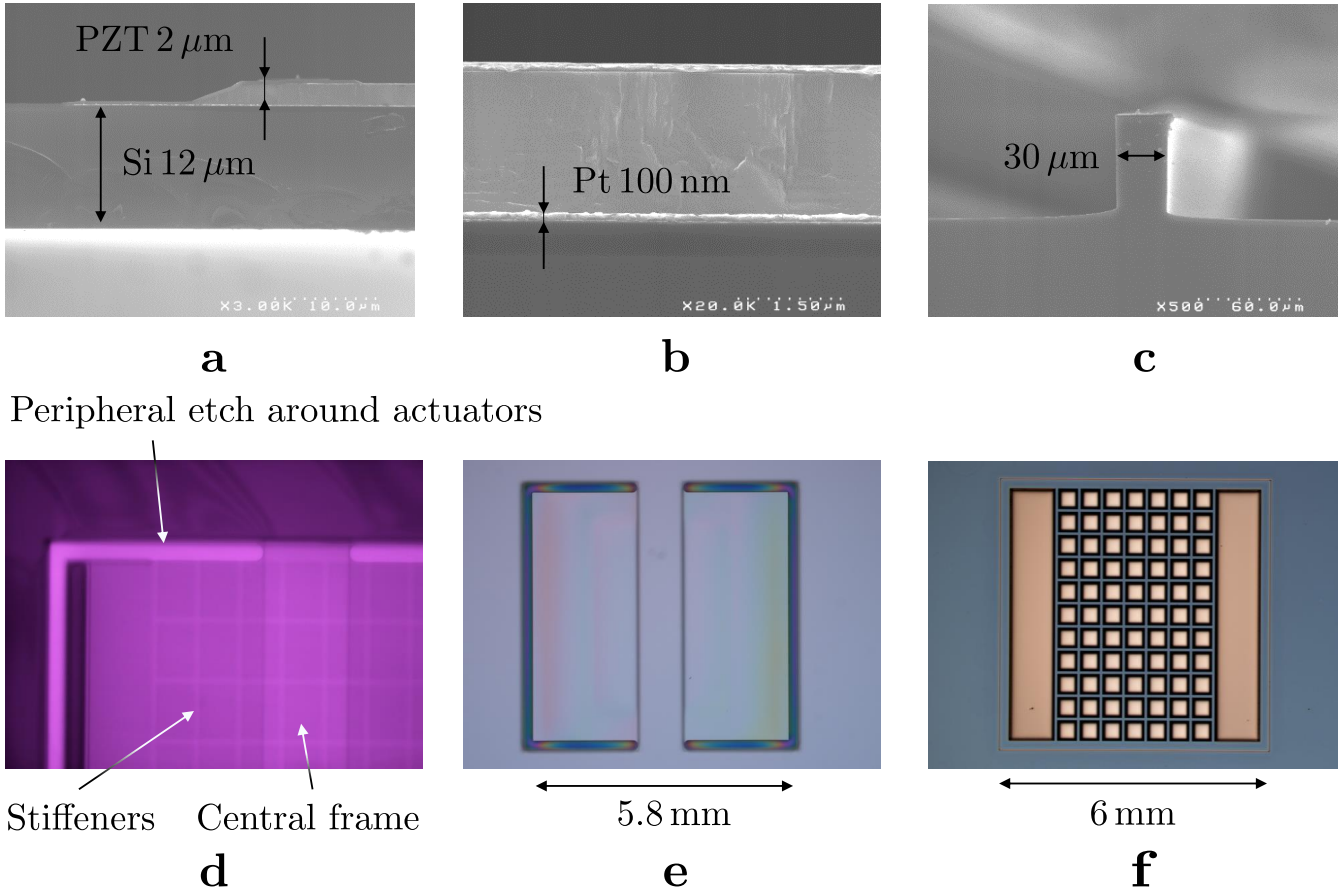 PZT 2 μm
Si 12 μm
X3.00K 10.0μm
a
Pt 100 nm
X20.0K 1.50μm
b
30 μm
X500 60.0μm
c
Peripheral etch around actuators
Stiffeners
Central frame
d
5.8 mm
e
6 mm
f